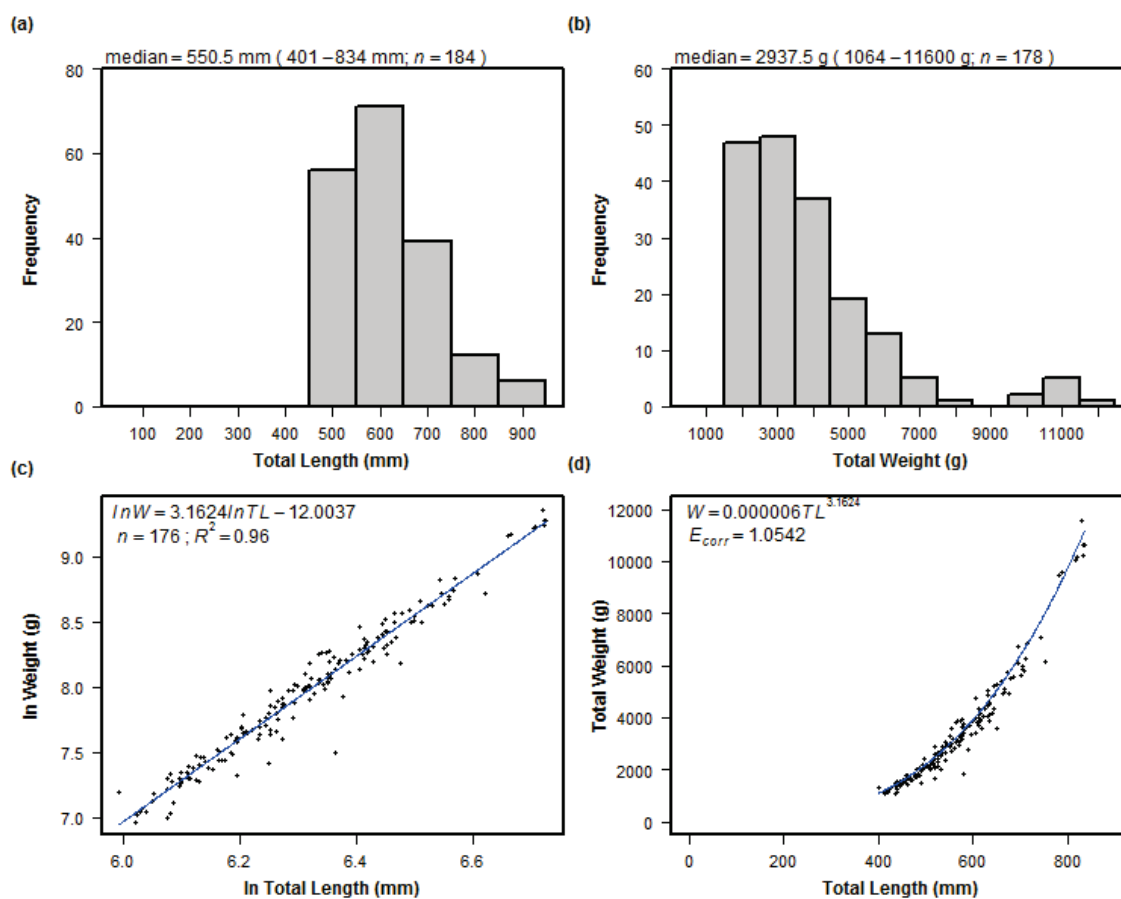 (a)
median = 550.5 mm ( 401 – 834 mm; n = 184 )
80
60
40
20
0
Frequency
100 200 300 400 500 600 700 800 900
Total Length (mm)
(b)
median = 2937.5 g ( 1064 – 11600 g; n = 178 )
60
50
40
30
20
10
0
Frequency
1000 3000 5000 7000 9000 11000
Total Weight (g)
(c)
lnW = 3.1624lnTL – 12.0037
n = 176 ; R² = 0.96
9.0
8.5
8.0
7.5
7.0
ln Weight (g)
6.0 6.2 6.4 6.6
ln Total Length (mm)
(d)
W = 0.000006TL^3.1624
E_corr = 1.0542
12000
10000
8000
6000
4000
2000
0
Total Weight (g)
0 200 400 600 800
Total Length (mm)